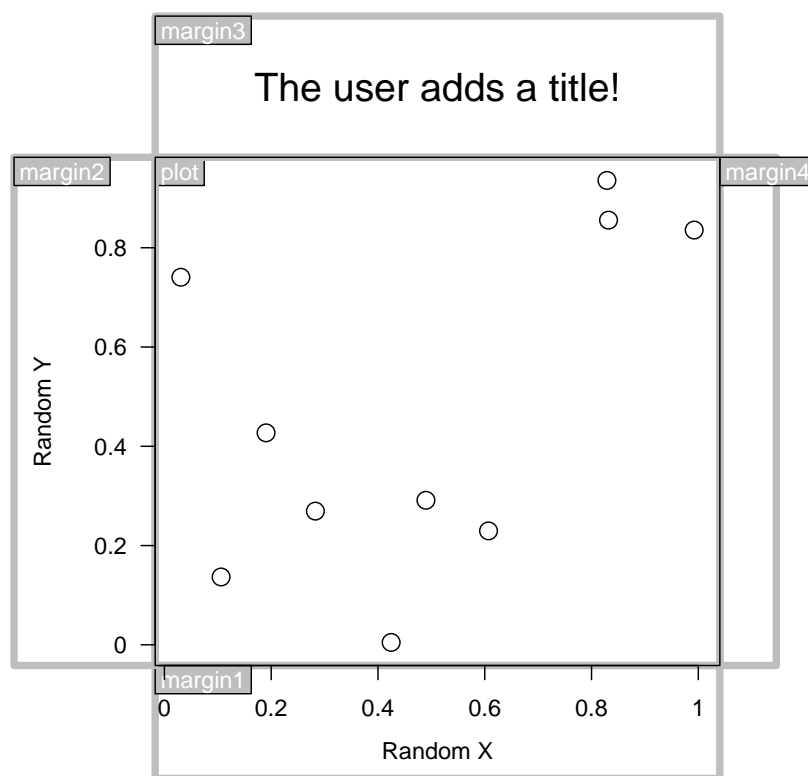 margin3
The user adds a title!
margin2
plot
margin4
0.8
0.6
Random Y
0.4
0.2
0
margin1
0 0.2 0.4 0.6 0.8 1
Random X